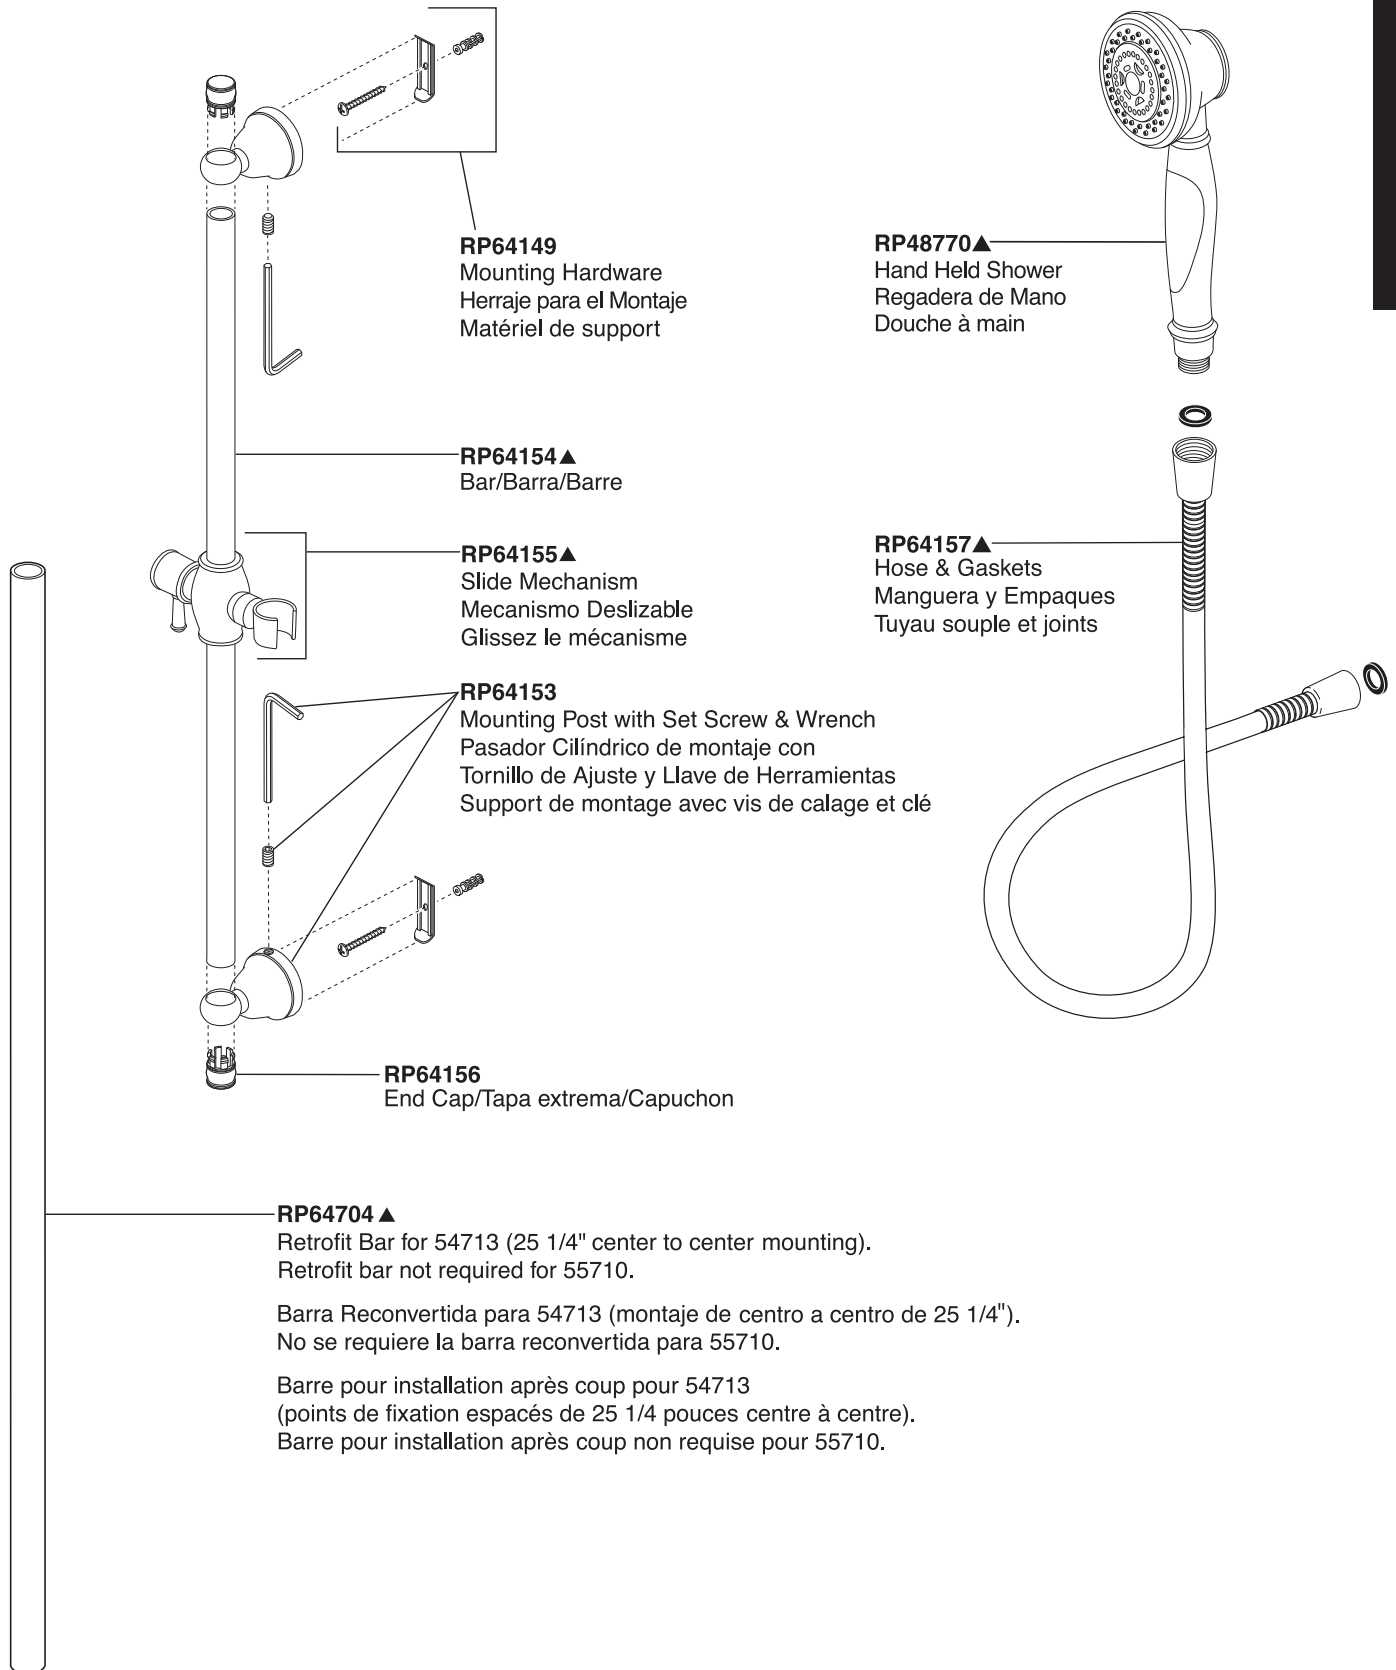 RP64149
Mounting Hardware
Herraje para el Montaje
Matériel de support
RP48770▲
Hand Held Shower
Regadera de Mano
Douche à main
RP64154▲
Bar/Barra/Barre
RP64155▲
Slide Mechanism
Mecanismo Deslizable
Glissez le mécanisme
RP64157▲
Hose & Gaskets
Manguera y Empaques
Tuyau souple et joints
RP64153
Mounting Post with Set Screw & Wrench
Pasador Cilíndrico de montaje con
Tornillo de Ajuste y Llave de Herramientas
Support de montage avec vis de calage et clé
RP64156
End Cap/Tapa extrema/Capuchon
RP64704▲
Retrofit Bar for 54713 (25 1/4" center to center mounting).
Retrofit bar not required for 55710.
Barra Reconvertida para 54713 (montaje de centro a centro de 25 1/4").
No se requiere la barra reconvertida para 55710.
Barre pour installation après coup pour 54713
(points de fixation espacés de 25 1/4 pouces centre à centre).
Barre pour installation après coup non requise pour 55710.